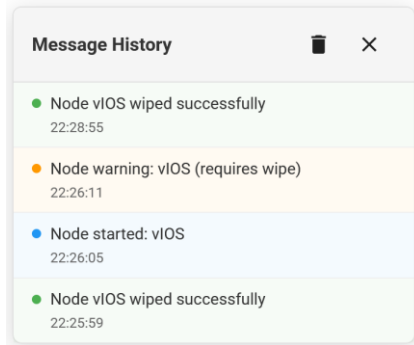 Message History
Node vIOS wiped successfully
22:28:55
Node warning: vIOS (requires wipe)
22:26:11
Node started: vIOS
22:26:05
Node vIOS wiped successfully
22:25:59